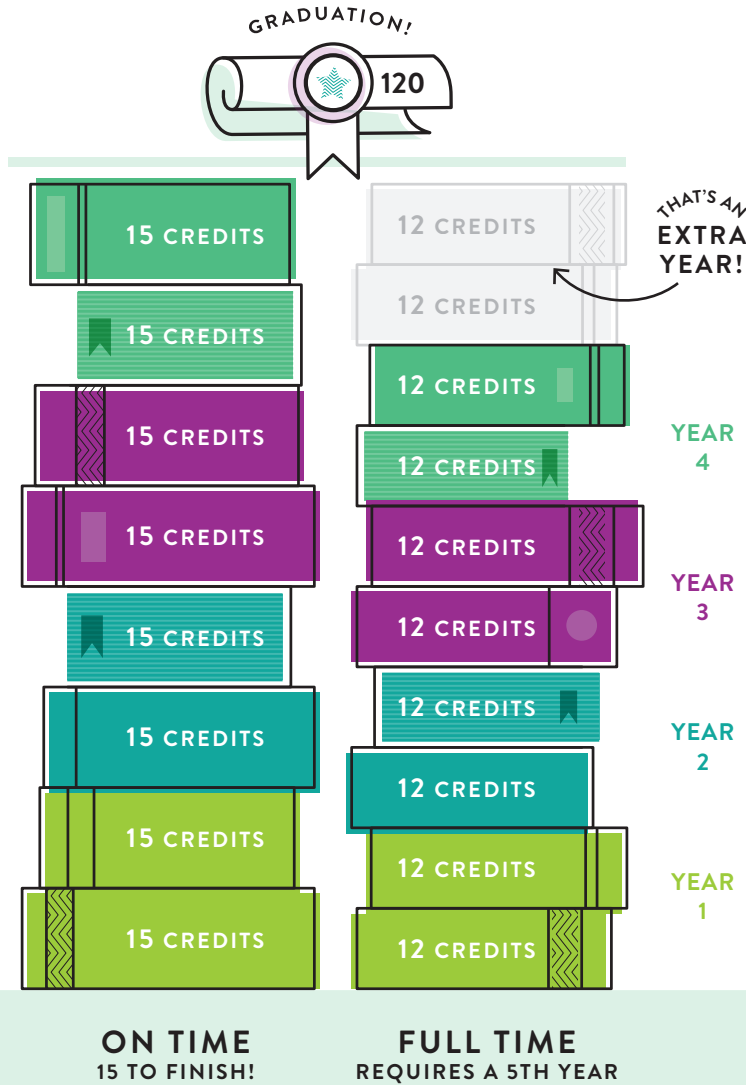 GRADUATION!
120
15 CREDITS
15 CREDITS
15 CREDITS
15 CREDITS
15 CREDITS
15 CREDITS
15 CREDITS
15 CREDITS
ON TIME
15 TO FINISH!
12 CREDITS
12 CREDITS
12 CREDITS
12 CREDITS
12 CREDITS
12 CREDITS
12 CREDITS
12 CREDITS
12 CREDITS
12 CREDITS
FULL TIME
REQUIRES A 5TH YEAR
THAT'S AN
EXTRA
YEAR!
YEAR
4
YEAR
3
YEAR
2
YEAR
1